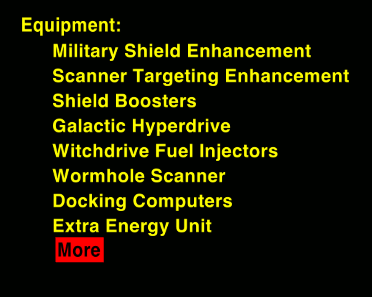 Equipment:
Military Shield Enhancement
Scanner Targeting Enhancement
Shield Boosters
Galactic Hyperdrive
Witchdrive Fuel Injectors
Wormhole Scanner
Docking Computers
Extra Energy Unit
More